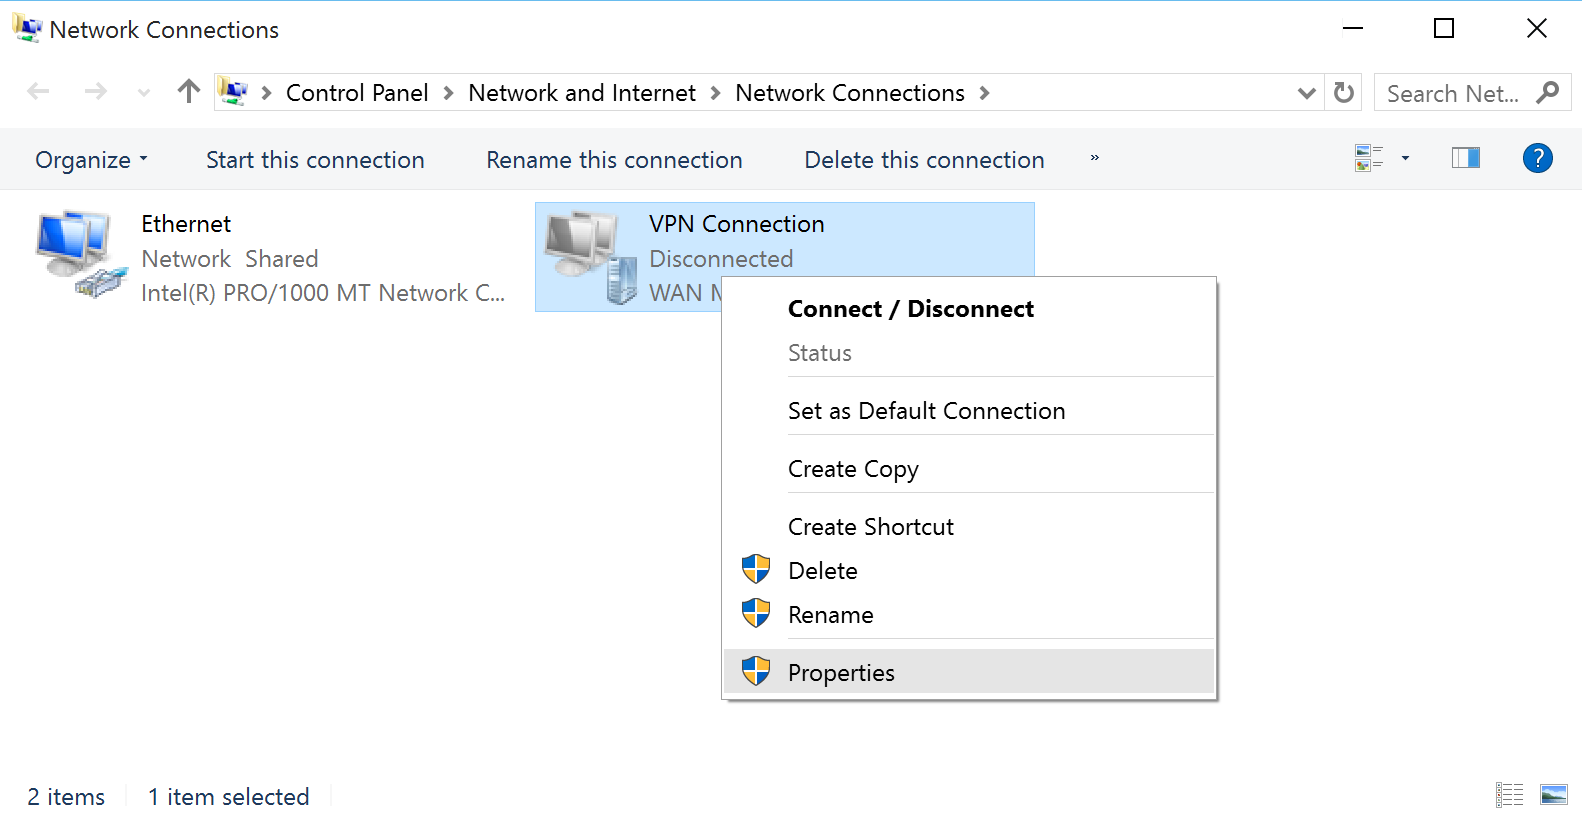 Network Connections
Control Panel > Network and Internet > Network Connections >
Search Net...
Organize Start this connection Rename this connection Delete this connection » ?
Ethernet
Network Shared
Intel(R) PRO/1000 MT Network C...
VPN Connection
Disconnected
WAN
Connect / Disconnect
Status
Set as Default Connection
Create Copy
Create Shortcut
Delete
Rename
Properties
2 items 1 item selected